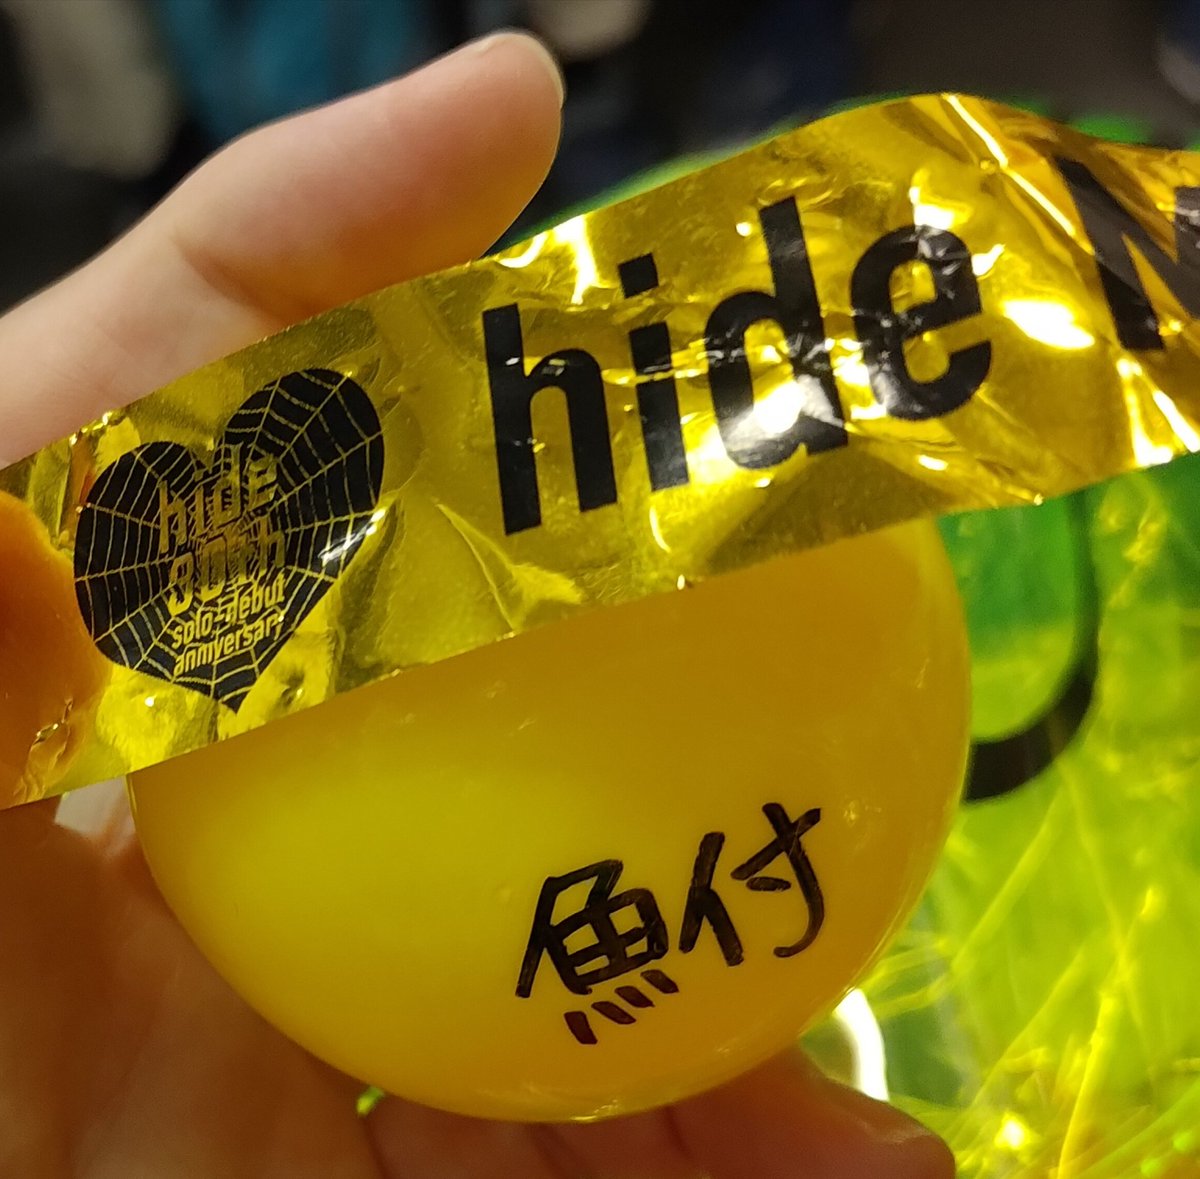 hide
30th
solo-debut
anniversary
hide
魚付